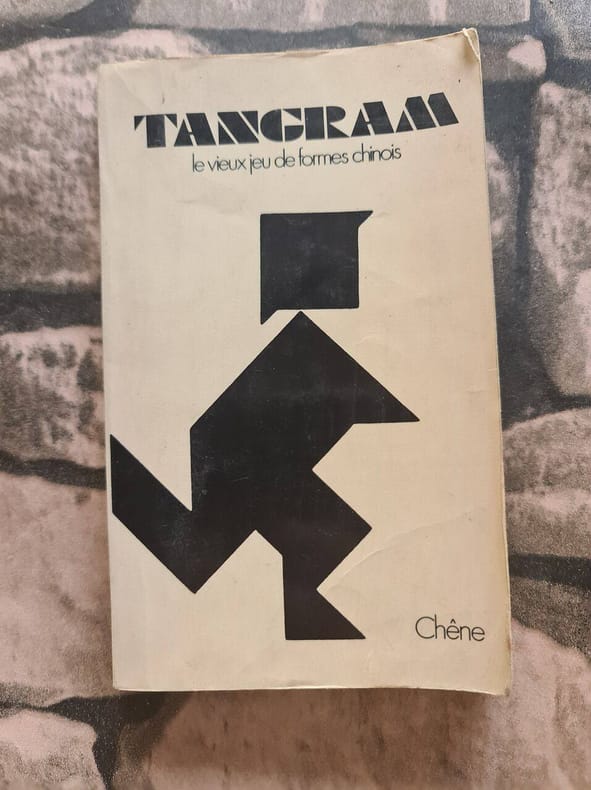 TANGRAM
le vieux jeu de formes chinois
Chêne